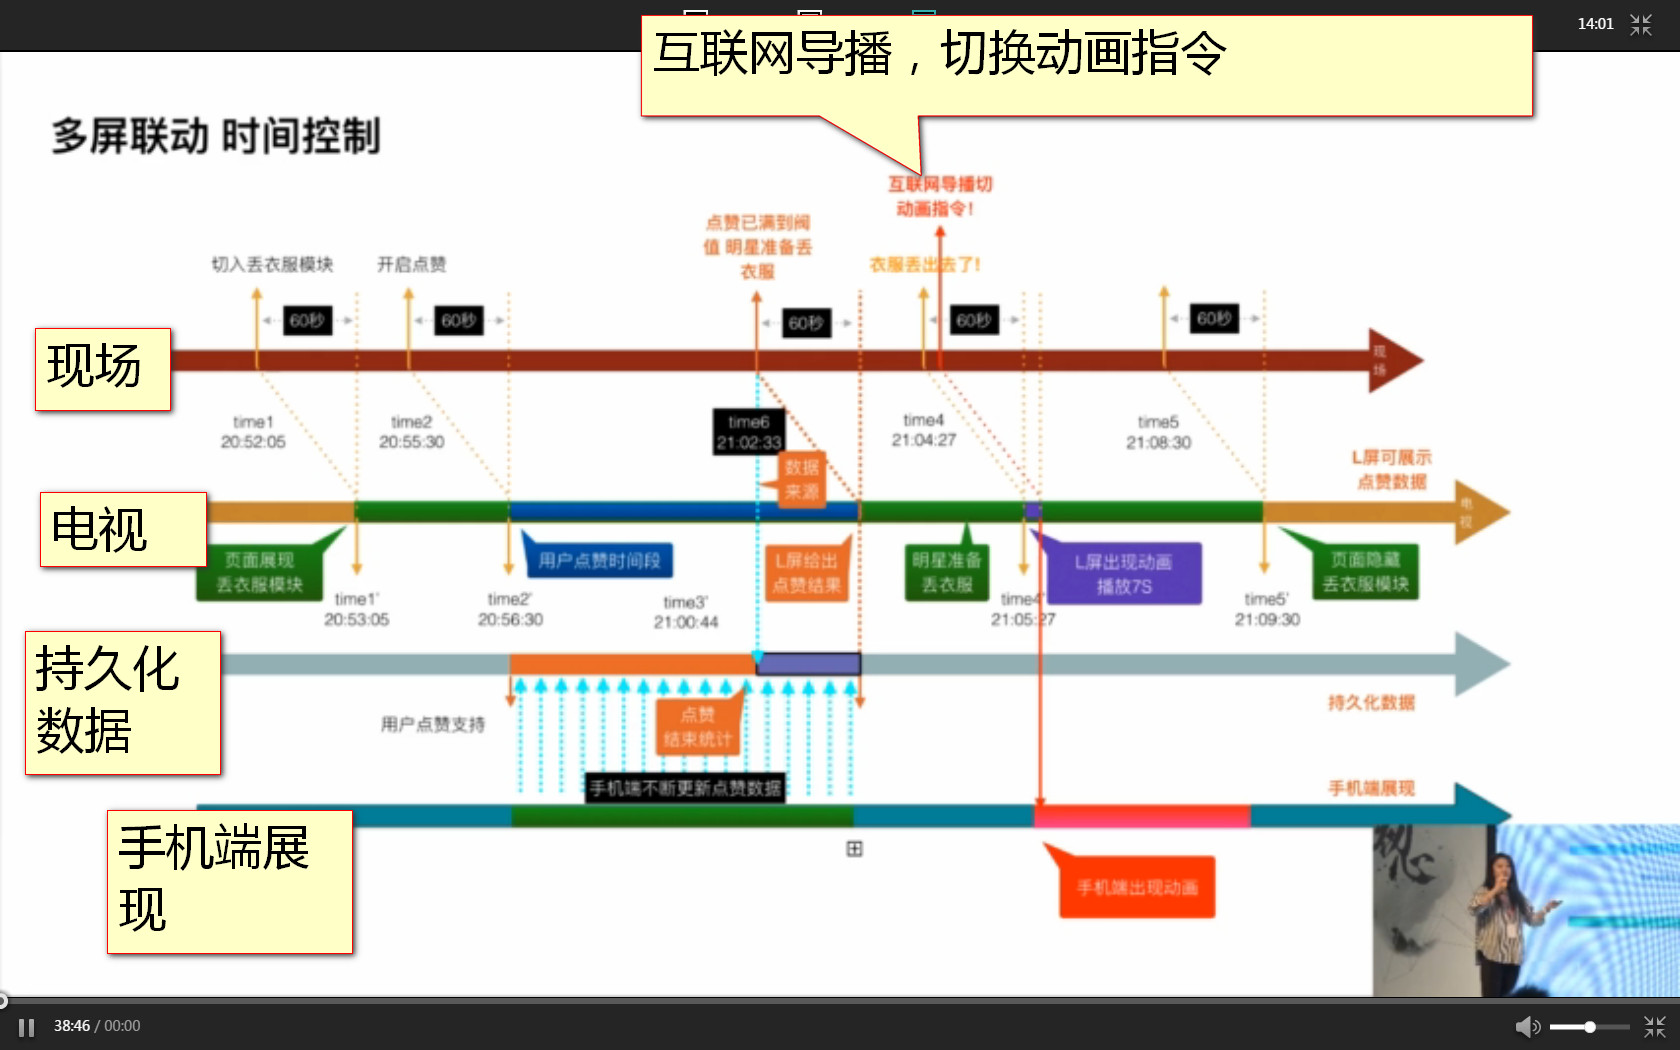 14:01
互联网导播，切换动画指令
多屏联动 时间控制
互联网导播切
动画指令!
点赞已满到阀
值 明星准备丢
衣服
切入丢衣服模块
开启点赞
衣服丢出去了!
60秒
60秒
60秒
60秒
60秒
现场
现
场
time1
20:52:05
time2
20:55:30
time6
21:02:33
time4
21:04:27
time5
21:08:30
数据
来源
L屏可展示
点赞数据
电视
电
视
页面展现
丢衣服模块
用户点赞时间段
L屏给出
点赞结果
明星准备
丢衣服
L屏出现动画
播放7S
页面隐藏
丢衣服模块
time1'
20:53:05
time2'
20:56:30
time3'
21:00:44
time4'
21:05:27
time5'
21:09:30
持久化
数据
用户点赞支持
点赞
结束统计
持久化数据
手机端不断更新点赞数据
手机端展现
手机端展
现
手机端出现动画
心
38:46 / 00:00